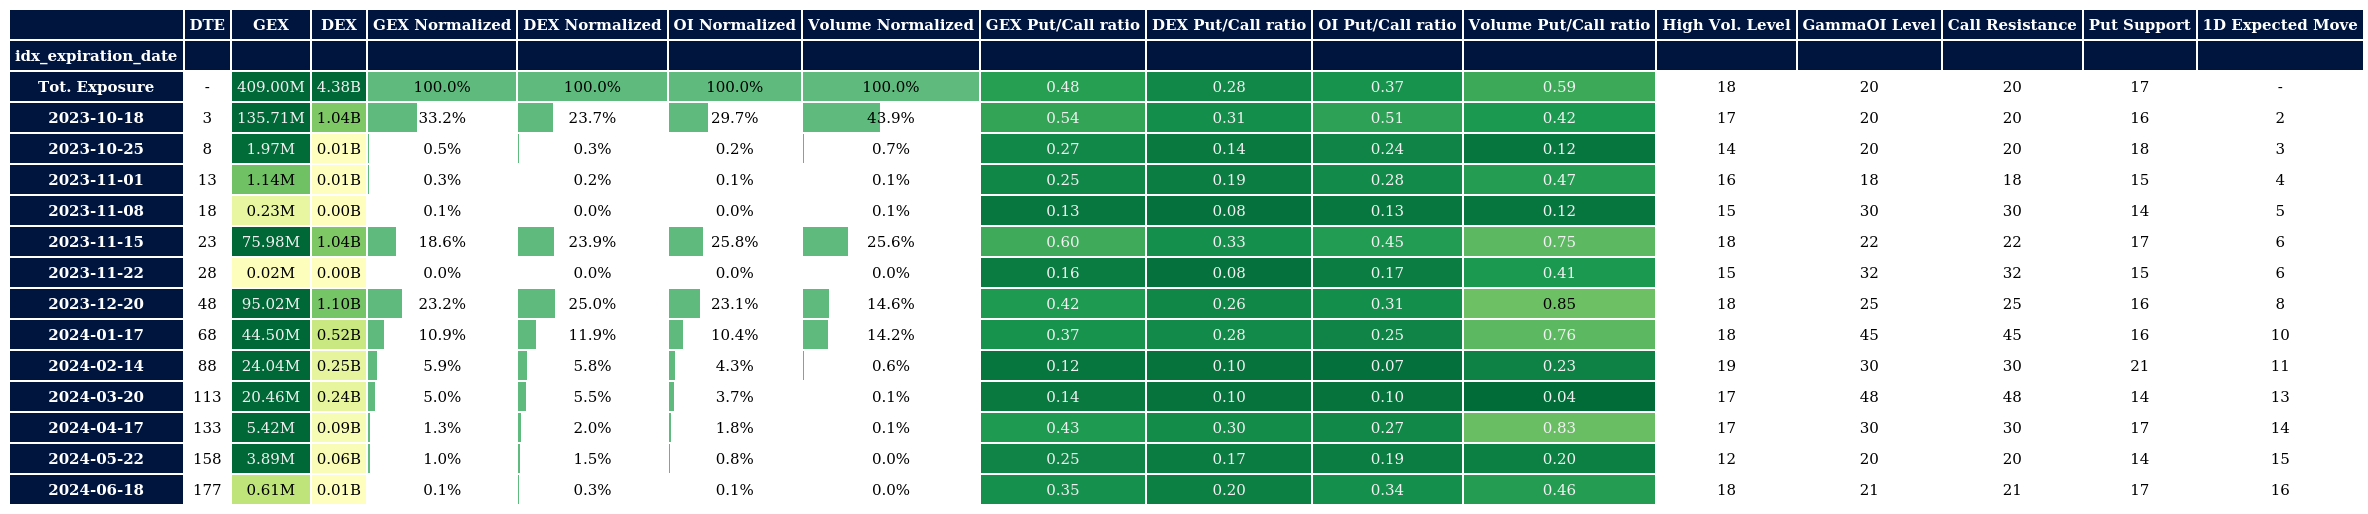 DTE GEX DEX GEX Normalized DEX Normalized OI Normalized Volume Normalized GEX Put/Call ratio DEX Put/Call ratio OI Put/Call ratio Volume Put/Call ratio High Vol. Level GammaOI Level Call Resistance Put Support 1D Expected Move
idx_expiration_date
Tot. Exposure - 409.00M 4.38B 100.0% 100.0% 100.0% 100.0% 0.48 0.28 0.37 0.59 18 20 20 17 -
2023-10-18 3 135.71M 1.04B 33.2% 23.7% 29.7% 43.9% 0.54 0.31 0.51 0.42 17 20 20 16 2
2023-10-25 8 1.97M 0.01B 0.5% 0.3% 0.2% 0.7% 0.27 0.14 0.24 0.12 14 20 20 18 3
2023-11-01 13 1.14M 0.01B 0.3% 0.2% 0.1% 0.1% 0.25 0.19 0.28 0.47 16 18 18 15 4
2023-11-08 18 0.23M 0.00B 0.1% 0.0% 0.0% 0.1% 0.13 0.08 0.13 0.12 15 30 30 14 5
2023-11-15 23 75.98M 1.04B 18.6% 23.9% 25.8% 25.6% 0.60 0.33 0.45 0.75 18 22 22 17 6
2023-11-22 28 0.02M 0.00B 0.0% 0.0% 0.0% 0.0% 0.16 0.08 0.17 0.41 15 32 32 15 6
2023-12-20 48 95.02M 1.10B 23.2% 25.0% 23.1% 14.6% 0.42 0.26 0.31 0.85 18 25 25 16 8
2024-01-17 68 44.50M 0.52B 10.9% 11.9% 10.4% 14.2% 0.37 0.28 0.25 0.76 18 45 45 16 10
2024-02-14 88 24.04M 0.25B 5.9% 5.8% 4.3% 0.6% 0.12 0.10 0.07 0.23 19 30 30 21 11
2024-03-20 113 20.46M 0.24B 5.0% 5.5% 3.7% 0.1% 0.14 0.10 0.10 0.04 17 48 48 14 13
2024-04-17 133 5.42M 0.09B 1.3% 2.0% 1.8% 0.1% 0.43 0.30 0.27 0.83 17 30 30 17 14
2024-05-22 158 3.89M 0.06B 1.0% 1.5% 0.8% 0.0% 0.25 0.17 0.19 0.20 12 20 20 14 15
2024-06-18 177 0.61M 0.01B 0.1% 0.3% 0.1% 0.0% 0.35 0.20 0.34 0.46 18 21 21 17 16